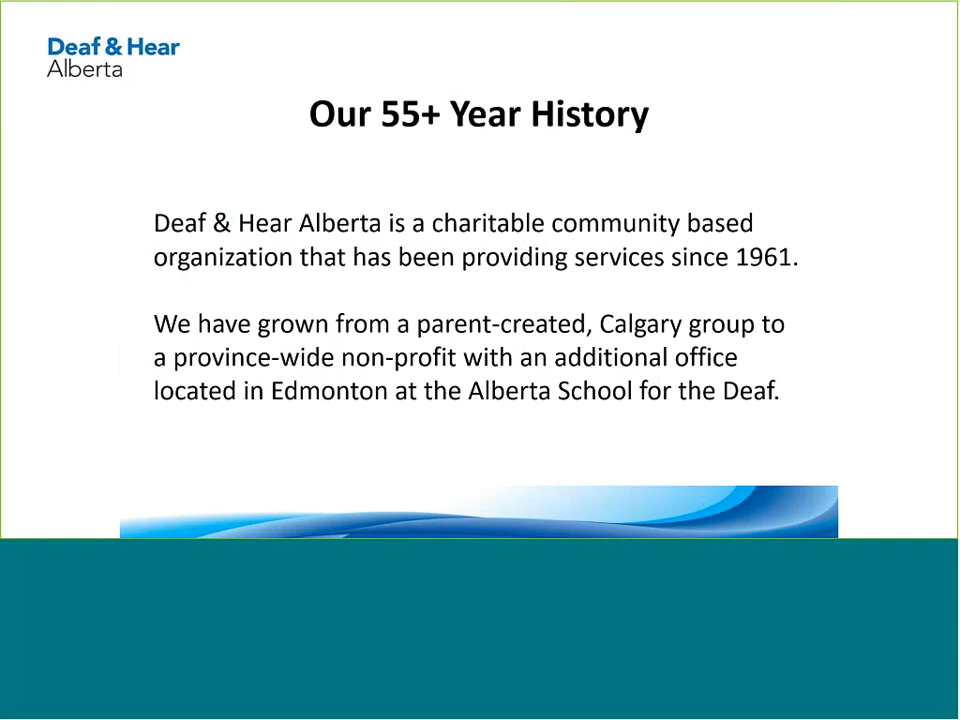 Deaf & Hear
Alberta
Our 55+ Year History
Deaf & Hear Alberta is a charitable community based
organization that has been providing services since 1961.
We have grown from a parent-created, Calgary group to
a province-wide non-profit with an additional office
located in Edmonton at the Alberta School for the Deaf.